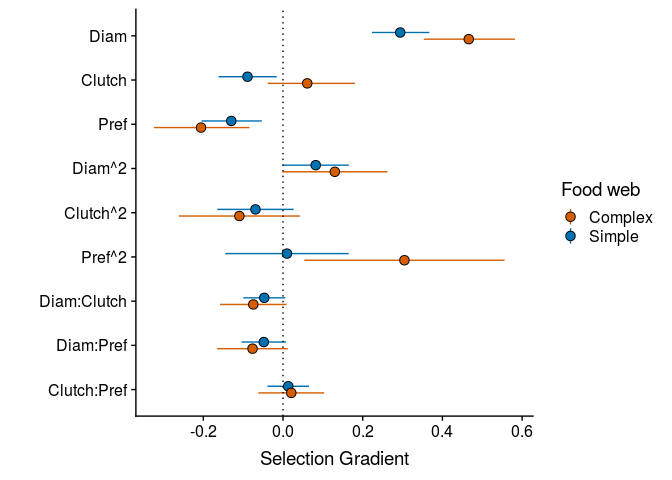 Diam
Clutch
Pref
Diam^2
Clutch^2
Pref^2
Diam:Clutch
Diam:Pref
Clutch:Pref
-0.2 0.0 0.2 0.4 0.6
Selection Gradient
Food web
Complex
Simple